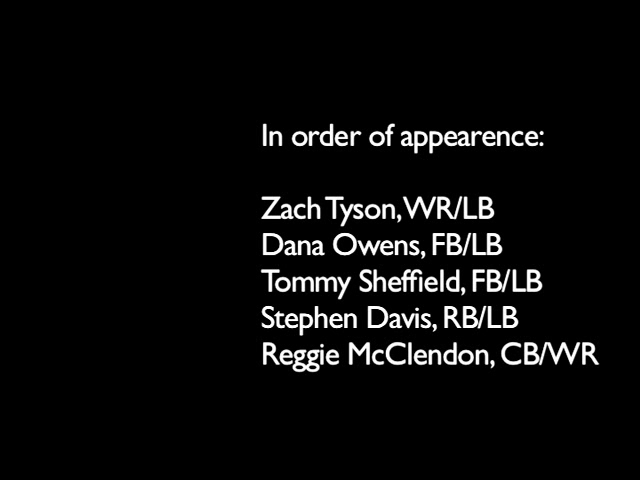 In order of appearence:
Zach Tyson, WR/LB
Dana Owens, FB/LB
Tommy Sheffield, FB/LB
Stephen Davis, RB/LB
Reggie McClendon, CB/WR